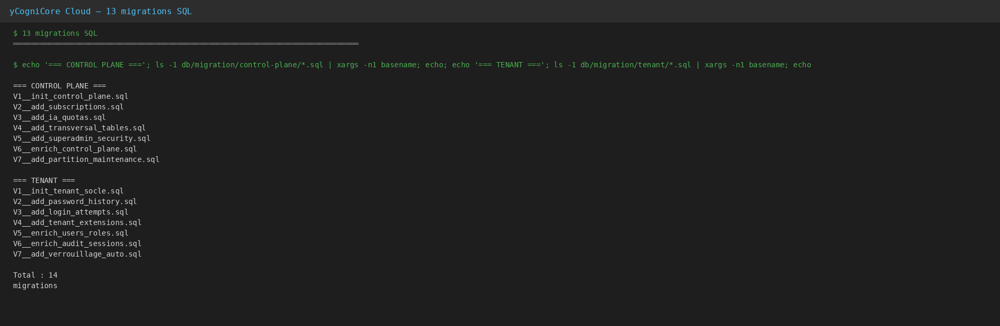 yCogniCore Cloud — 13 migrations SQL
$ 13 migrations SQL
══════════════════════════════════════════════════════════════════════════════
$ echo '=== CONTROL PLANE ==='; ls -1 db/migration/control-plane/*.sql | xargs -n1 basename; echo; echo '=== TENANT ==='; ls -1 db/migration/tenant/*.sql | xargs -n1 basename; echo
=== CONTROL PLANE ===
V1__init_control_plane.sql
V2__add_subscriptions.sql
V3__add_ia_quotas.sql
V4__add_transversal_tables.sql
V5__add_superadmin_security.sql
V6__enrich_control_plane.sql
V7__add_partition_maintenance.sql
=== TENANT ===
V1__init_tenant_socle.sql
V2__add_password_history.sql
V3__add_login_attempts.sql
V4__add_tenant_extensions.sql
V5__enrich_users_roles.sql
V6__enrich_audit_sessions.sql
V7__add_verrouillage_auto.sql
Total : 14
migrations